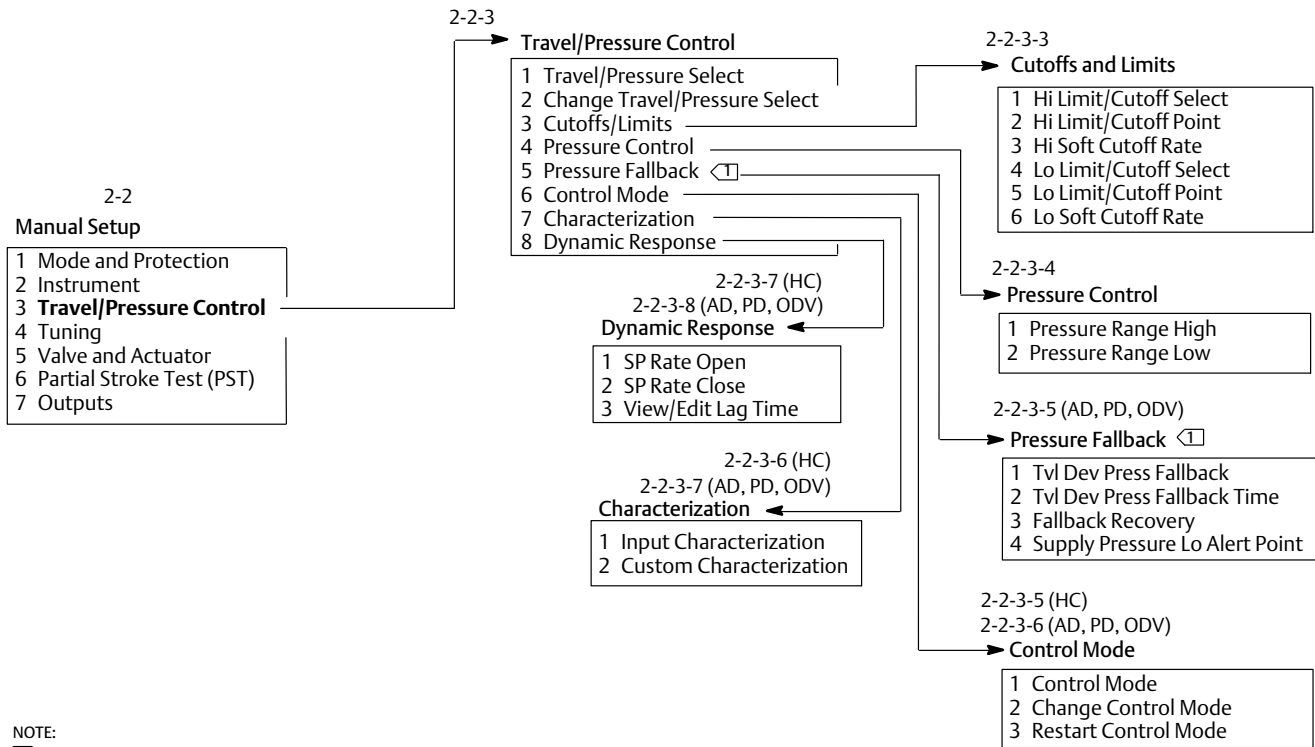 2-2
Manual Setup
1 Mode and Protection
2 Instrument
3 Travel/Pressure Control
4 Tuning
5 Valve and Actuator
6 Partial Stroke Test (PST)
7 Outputs
2-2-3
Travel/Pressure Control
1 Travel/Pressure Select
2 Change Travel/Pressure Select
3 Cutoffs/Limits
4 Pressure Control
5 Pressure Fallback 1
6 Control Mode
7 Characterization
8 Dynamic Response
2-2-3-7 (HC)
2-2-3-8 (AD, PD, ODV)
Dynamic Response
1 SP Rate Open
2 SP Rate Close
3 View/Edit Lag Time
2-2-3-6 (HC)
2-2-3-7 (AD, PD, ODV)
Characterization
1 Input Characterization
2 Custom Characterization
2-2-3-3
Cutoffs and Limits
1 Hi Limit/Cutoff Select
2 Hi Limit/Cutoff Point
3 Hi Soft Cutoff Rate
4 Lo Limit/Cutoff Select
5 Lo Limit/Cutoff Point
6 Lo Soft Cutoff Rate
2-2-3-4
Pressure Control
1 Pressure Range High
2 Pressure Range Low
2-2-3-5 (AD, PD, ODV)
Pressure Fallback 1
1 Tvl Dev Press Fallback
2 Tvl Dev Press Fallback Time
3 Fallback Recovery
4 Supply Pressure Lo Alert Point
2-2-3-5 (HC)
2-2-3-6 (AD, PD, ODV)
Control Mode
1 Control Mode
2 Change Control Mode
3 Restart Control Mode
NOTE: